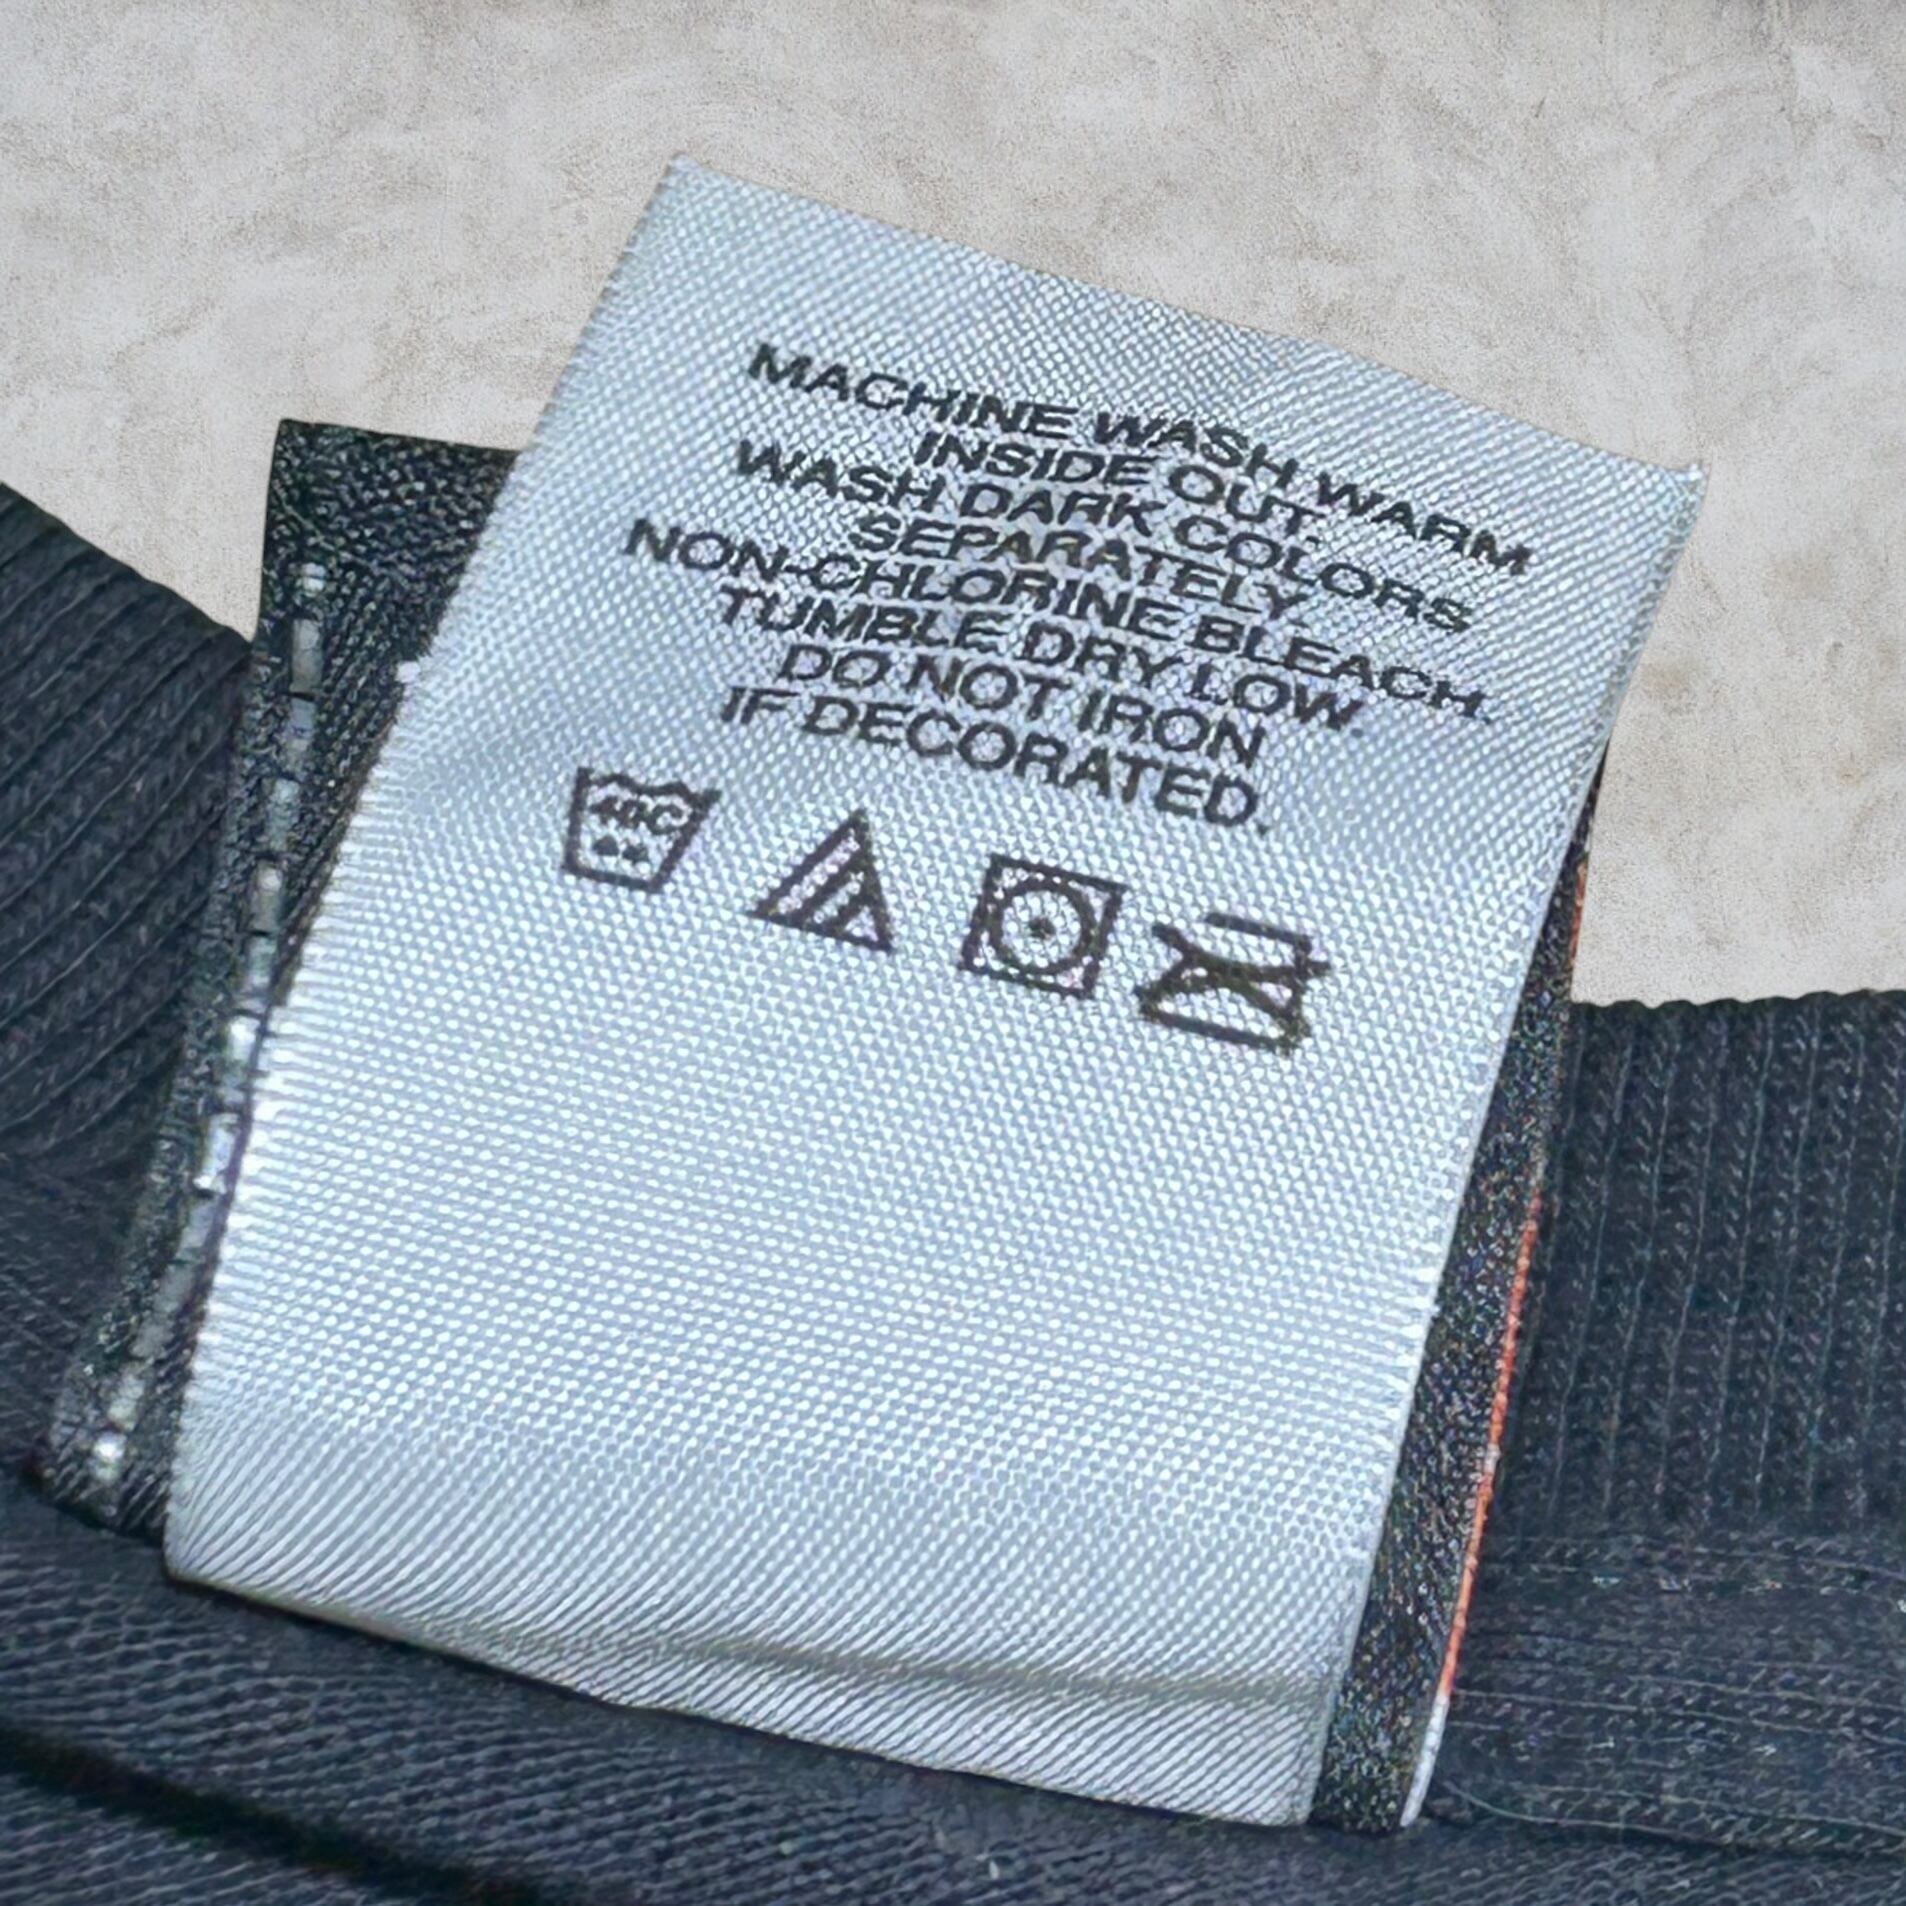 MACHINE WASH WARM
INSIDE OUT.
WASH DARK COLORS
SEPARATELY
NON-CHLORINE BLEACH.
TUMBLE DRY LOW.
DO NOT IRON
IF DECORATED.
40C